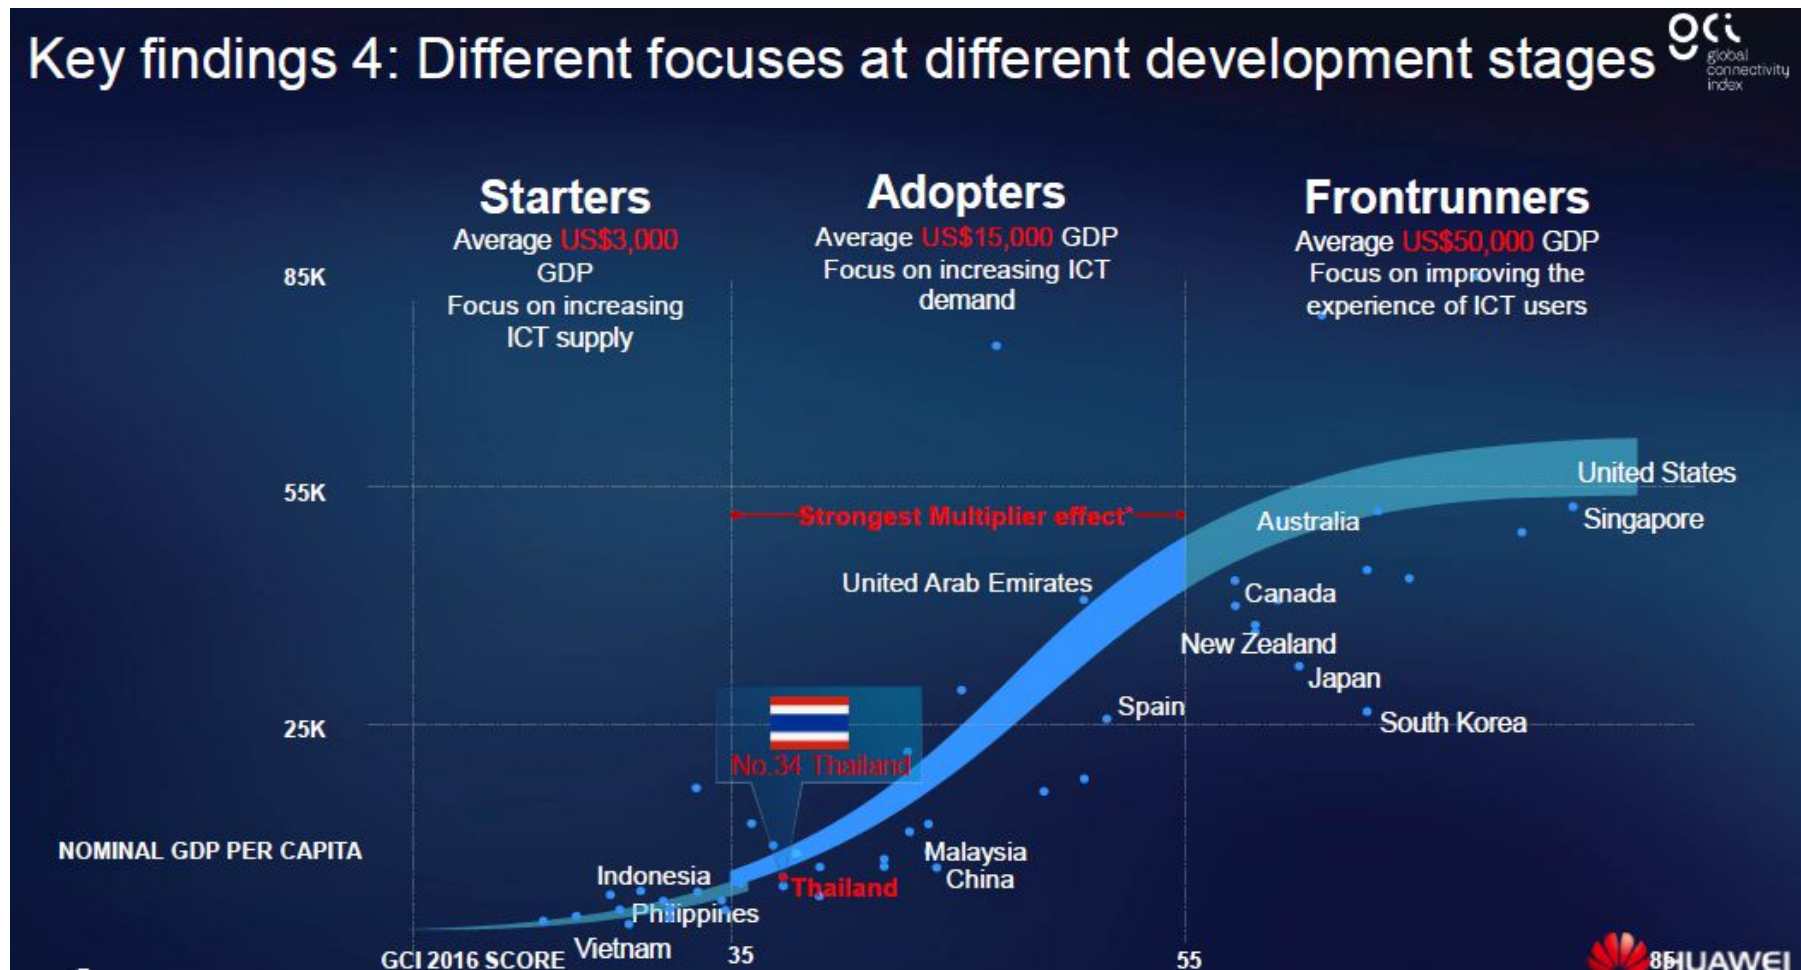 Key findings 4: Different focuses at different development stages
gci
global
connectivity
index
Starters
Average US$3,000
GDP
Focus on increasing
ICT supply
Adopters
Average US$15,000 GDP
Focus on increasing ICT
demand
Frontrunners
Average US$50,000 GDP
Focus on improving the
experience of ICT users
85K
55K
25K
NOMINAL GDP PER CAPITA
Strongest Multiplier effect*
United States
Australia
Singapore
United Arab Emirates
Canada
New Zealand
Japan
Spain
South Korea
No.34 Thailand
Malaysia
China
Indonesia
Thailand
Philippines
Vietnam
GCI 2016 SCORE
35
55
85
HUAWEI